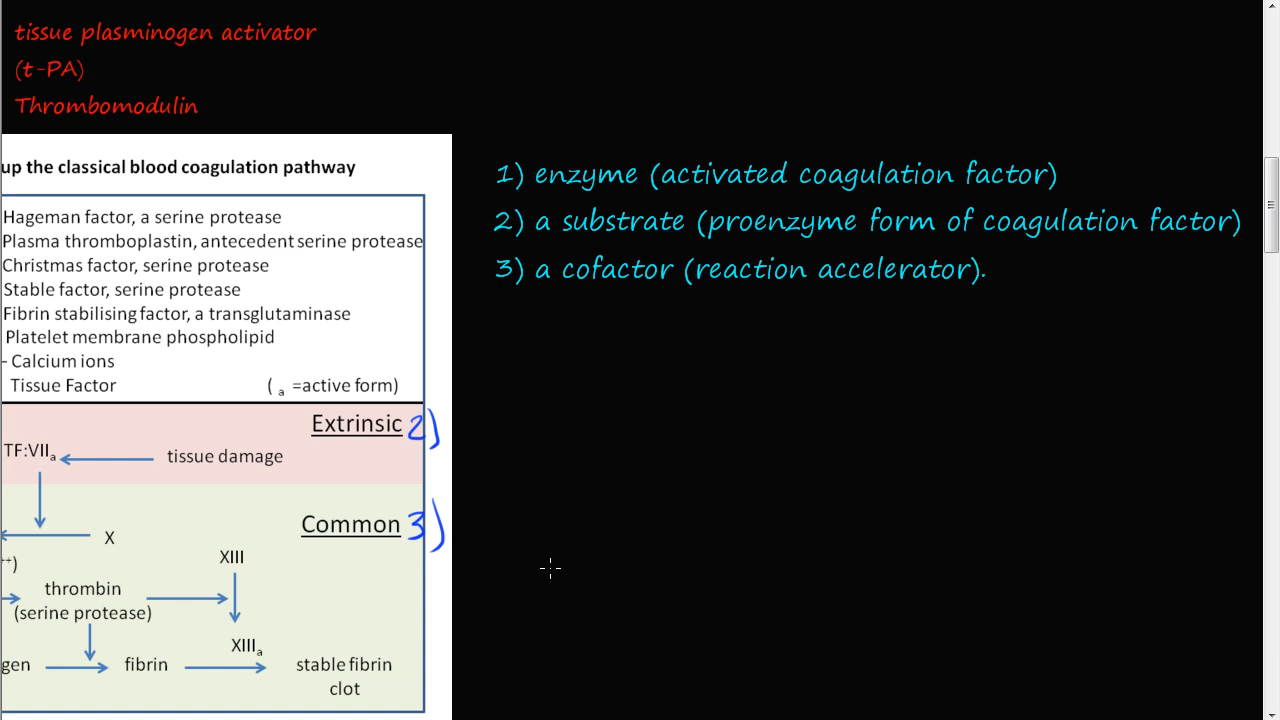 tissue plasminogen activator
(t-PA)
Thrombomodulin
up the classical blood coagulation pathway
Hageman factor, a serine protease
Plasma thromboplastin, antecedent serine protease
Christmas factor, serine protease
Stable factor, serine protease
Fibrin stabilising factor, a transglutaminase
Platelet membrane phospholipid
- Calcium ions
Tissue Factor ( a =active form)
Extrinsic 2)
TF:VIIa
tissue damage
Common 3)
X
++)
XIII
thrombin
(serine protease)
XIIIa
gen
fibrin
stable fibrin
clot
1) enzyme (activated coagulation factor)
2) a substrate (proenzyme form of coagulation factor)
3) a cofactor (reaction accelerator).